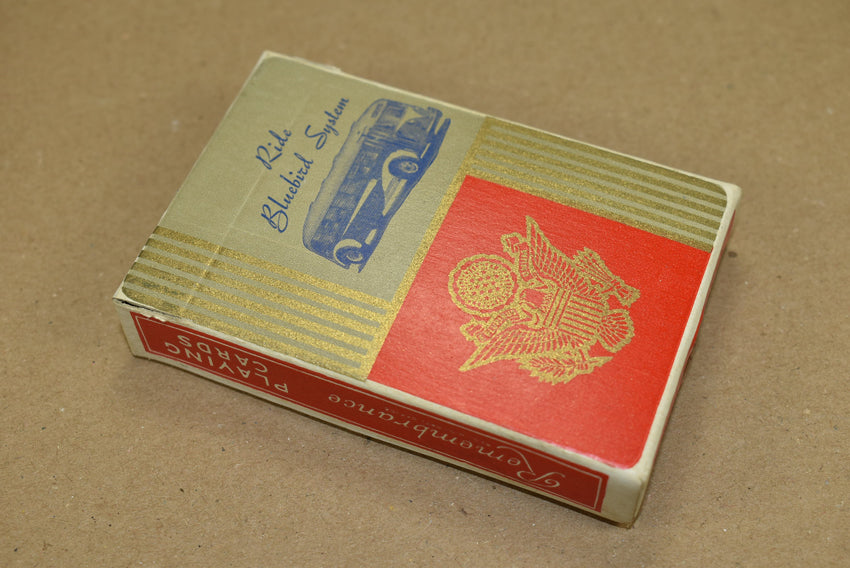 Ride
Bluebird System
Remembrance
PLAYING
CARDS